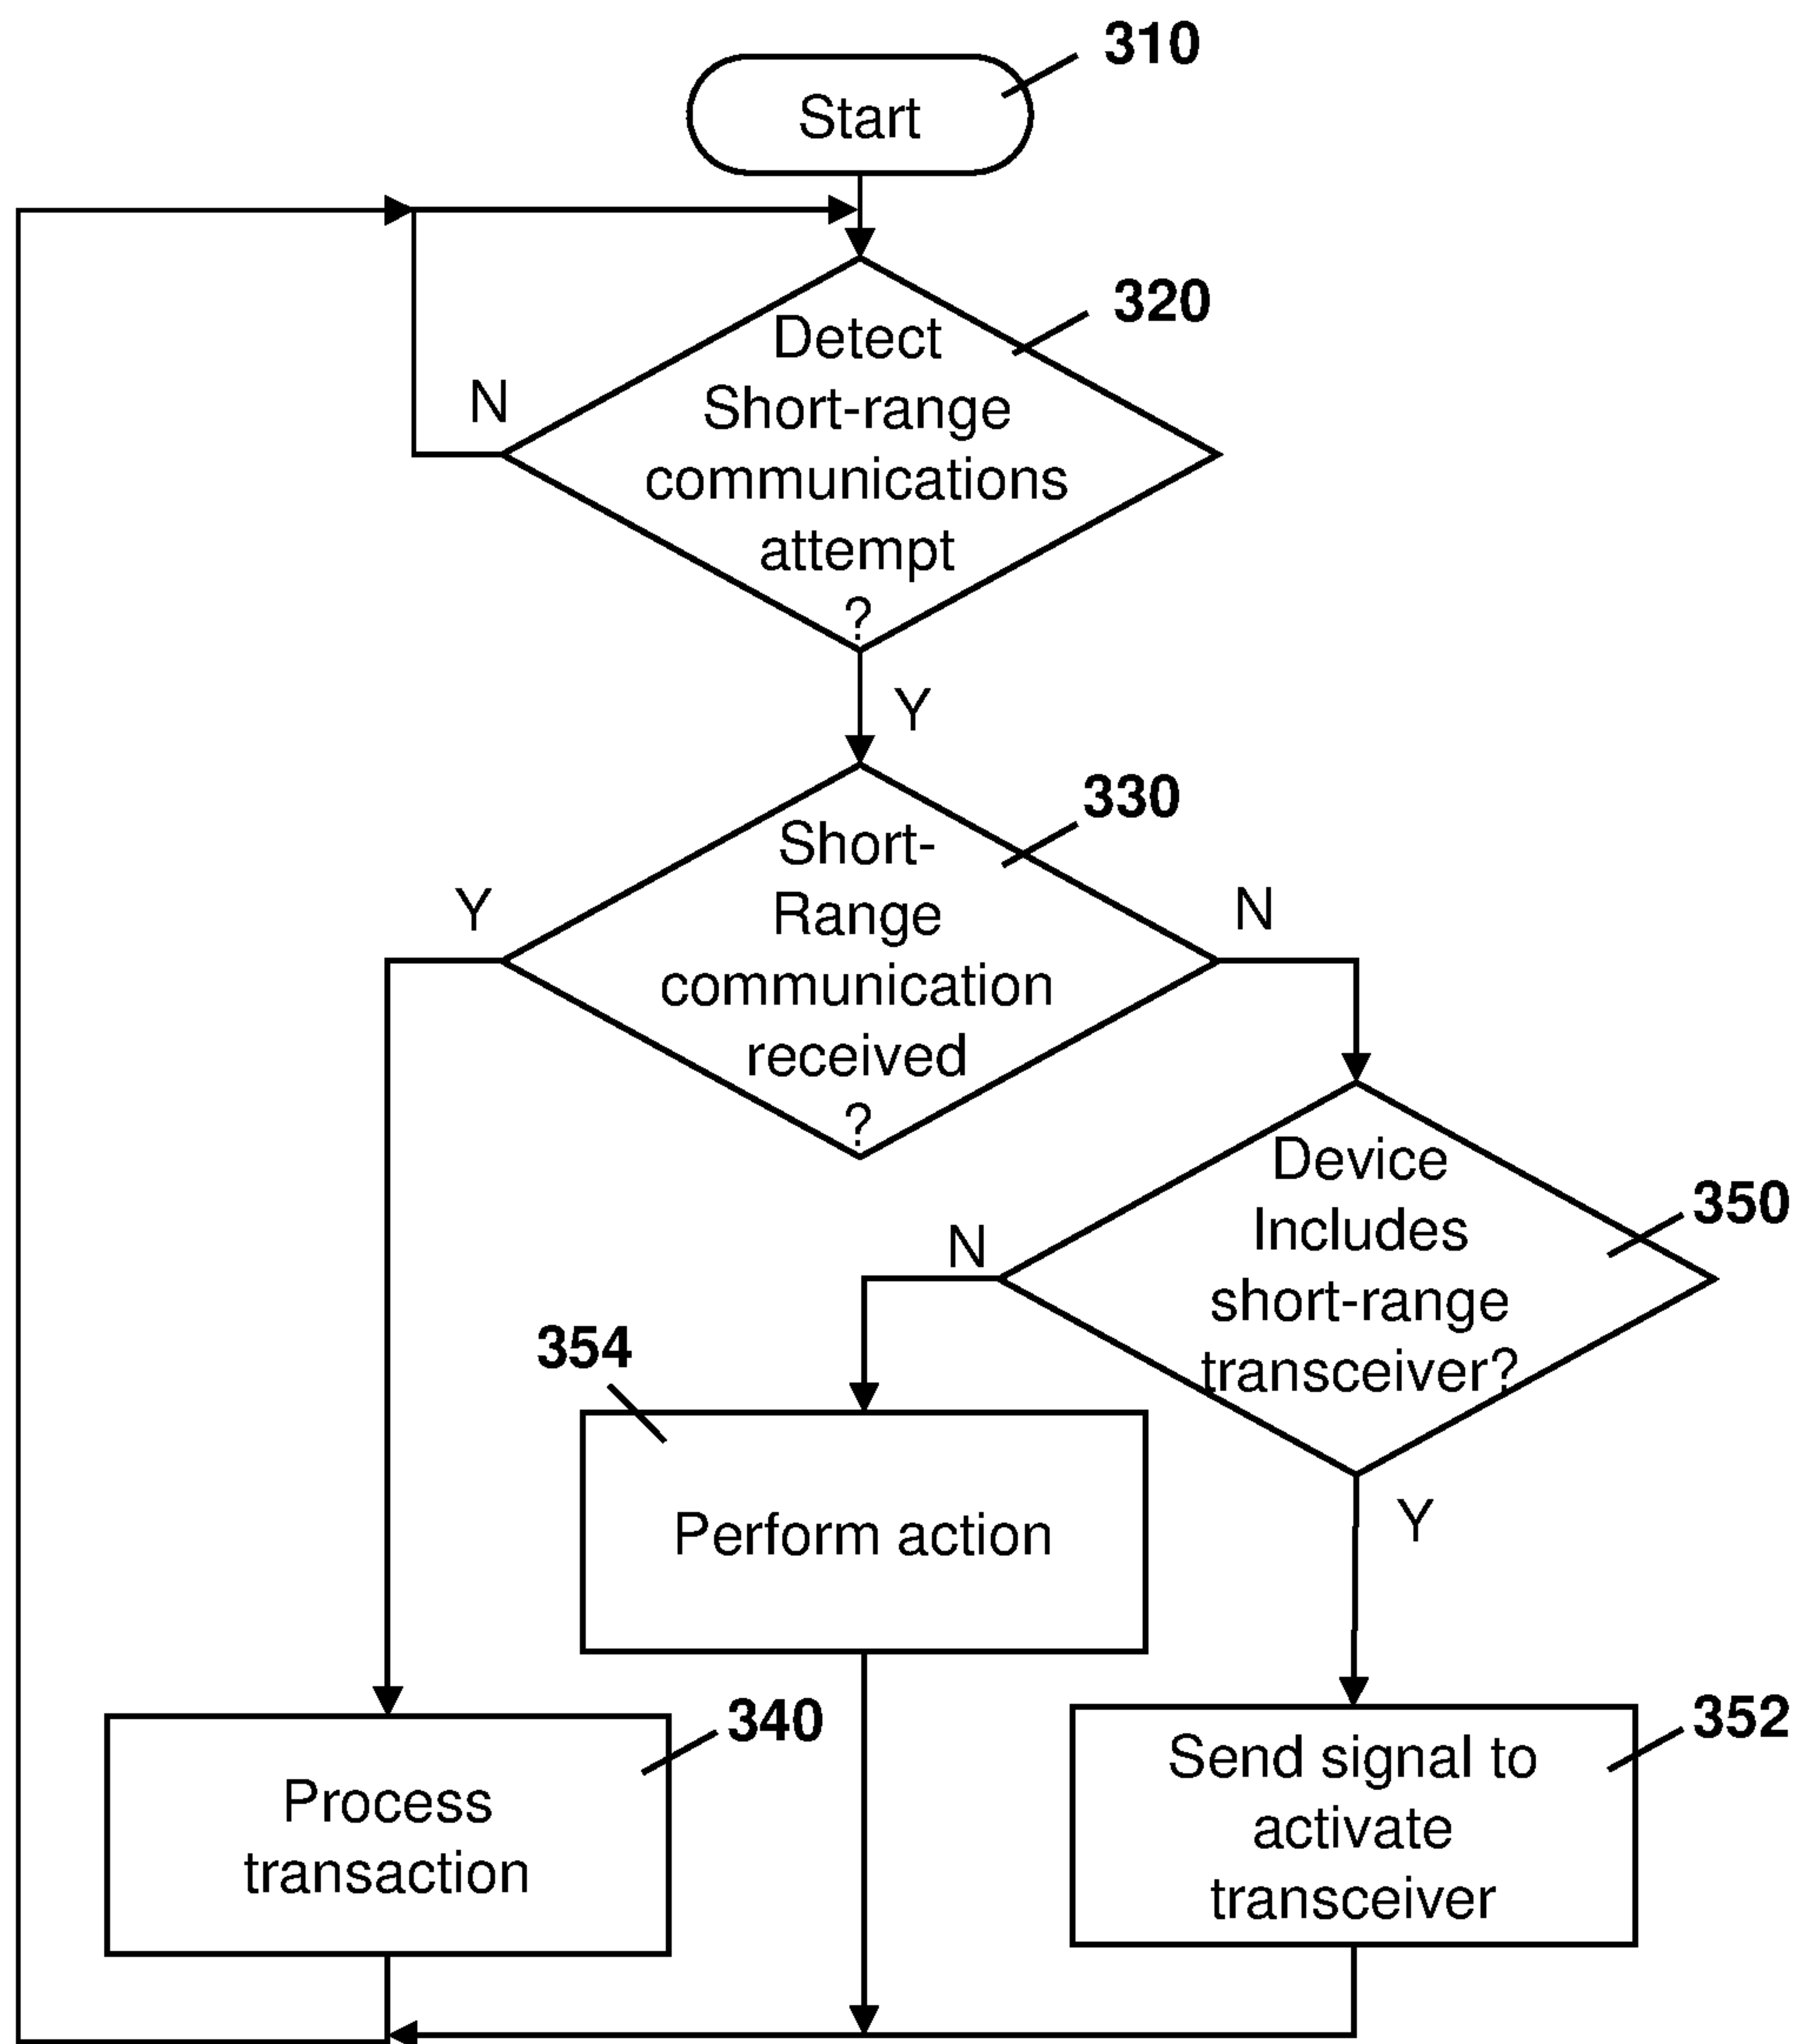 310
Start
320
Detect
Short-range
communications
attempt
?
N
Y
330
Short-
Range
communication
received
?
Y
N
350
Device
Includes
short-range
transceiver?
N
Y
354
Perform action
340
Process
transaction
352
Send signal to
activate
transceiver